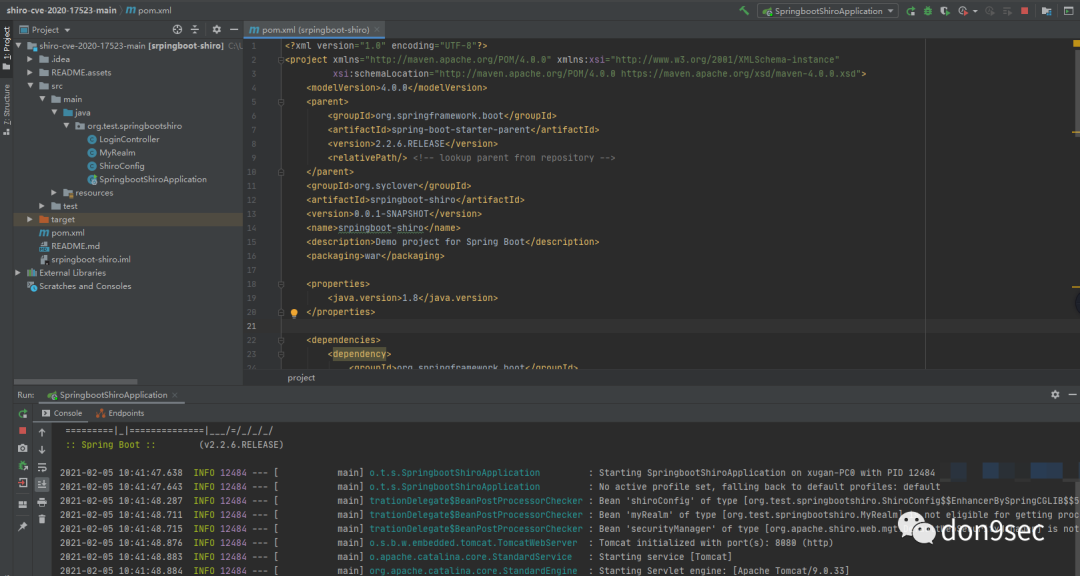 shiro-cve-2020-17523-main › pom.xml
SpringbootShiroApplication
Project
pom.xml (srpingboot-shiro)
1: Project
7: Structure
shiro-cve-2020-17523-main [srpingboot-shiro]
.idea
README.assets
src
main
java
org.test.springbootshiro
LoginController
MyRealm
ShiroConfig
SpringbootShiroApplication
resources
test
target
pom.xml
README.md
srpingboot-shiro.iml
External Libraries
Scratches and Consoles
1 <?xml version="1.0" encoding="UTF-8"?>
2 <project xmlns="http://maven.apache.org/POM/4.0.0" xmlns:xsi="http://www.w3.org/2001/XMLSchema-instance"
3 xsi:schemaLocation="http://maven.apache.org/POM/4.0.0 https://maven.apache.org/xsd/maven-4.0.0.xsd">
4 <modelVersion>4.0.0</modelVersion>
5 <parent>
6 <groupId>org.springframework.boot</groupId>
7 <artifactId>spring-boot-starter-parent</artifactId>
8 <version>2.2.6.RELEASE</version>
9 <relativePath/> <!-- lookup parent from repository -->
10 </parent>
11 <groupId>org.syclover</groupId>
12 <artifactId>srpingboot-shiro</artifactId>
13 <version>0.0.1-SNAPSHOT</version>
14 <name>srpingboot-shiro</name>
15 <description>Demo project for Spring Boot</description>
16 <packaging>war</packaging>
17
18 <properties>
19 <java.version>1.8</java.version>
20 </properties>
21
22 <dependencies>
23 <dependency>
24 <groupId>org.springframework.boot</groupId>
project
Run: SpringbootShiroApplication
Console Endpoints
=========|_|==============|___/=/_/_/_/
:: Spring Boot :: (v2.2.6.RELEASE)
2021-02-05 10:41:47.638 INFO 12484 --- [ main] o.t.s.SpringbootShiroApplication : Starting SpringbootShiroApplication on xugan-PC0 with PID 12484
2021-02-05 10:41:47.643 INFO 12484 --- [ main] o.t.s.SpringbootShiroApplication : No active profile set, falling back to default profiles: default
2021-02-05 10:41:48.287 INFO 12484 --- [ main] trationDelegate$BeanPostProcessorChecker : Bean 'shiroConfig' of type [org.test.springbootshiro.ShiroConfig$$EnhancerBySpringCGLIB$$5
2021-02-05 10:41:48.711 INFO 12484 --- [ main] trationDelegate$BeanPostProcessorChecker : Bean 'myRealm' of type [org.test.springbootshiro.MyRealm] not eligible for getting proc
2021-02-05 10:41:48.715 INFO 12484 --- [ main] trationDelegate$BeanPostProcessorChecker : Bean 'securityManager' of type [org.apache.shiro.web.mgt is not
2021-02-05 10:41:48.876 INFO 12484 --- [ main] o.s.b.w.embedded.tomcat.TomcatWebServer : Tomcat initialized with port(s): 8080 (http)
2021-02-05 10:41:48.883 INFO 12484 --- [ main] o.apache.catalina.core.StandardService : Starting service [Tomcat]
2021-02-05 10:41:48.884 INFO 12484 --- [ main] org.apache.catalina.core.StandardEngine : Starting Servlet engine: [Apache Tomcat/9.0.33]
don9sec